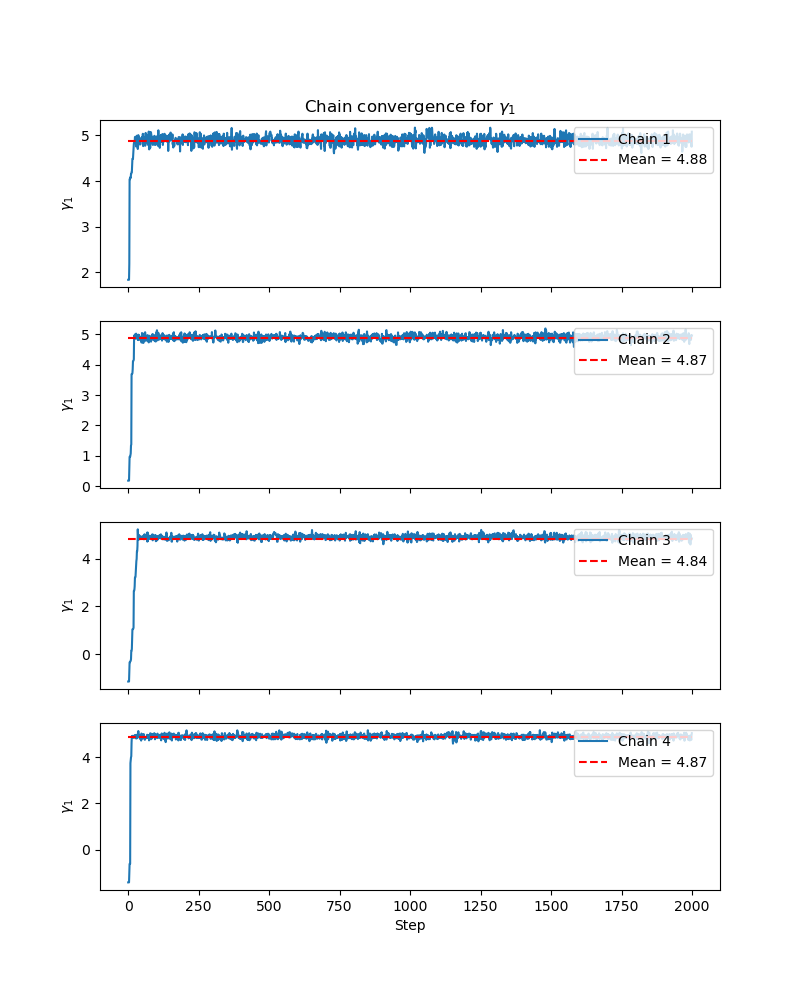 Chain convergence for γ₁
5
4
3
2
γ₁
Chain 1
Mean = 4.88
5
4
3
2
1
0
γ₁
Chain 2
Mean = 4.87
4
2
0
γ₁
Chain 3
Mean = 4.84
4
2
0
γ₁
Chain 4
Mean = 4.87
0 250 500 750 1000 1250 1500 1750 2000
Step